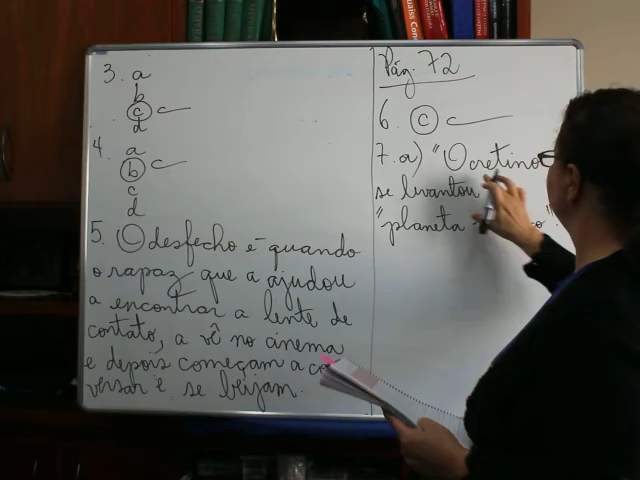 3. a
b
c
d
4. a
b
c
d
5. O desfecho é quando
o rapaz que a ajudou
a encontrar a lente de
contato, a vê no cinema
e depois começam a con
versar e se beijam.
Pág. 72
6. C
7. a) "O cretino
se levantou
"planeta